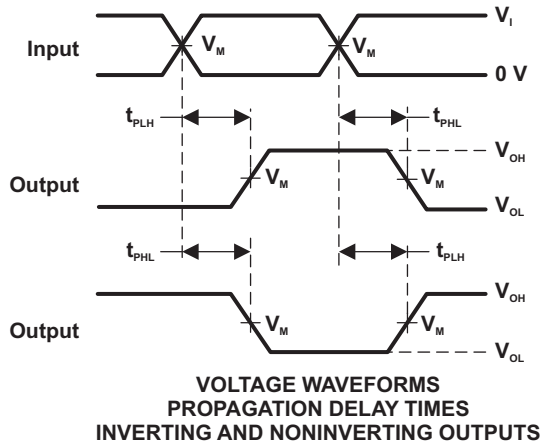 V_I
Input V_M V_M
0 V
t_PLH t_PHL
V_OH
Output V_M V_M
V_OL
t_PHL t_PLH
V_OH
Output V_M V_M
V_OL
VOLTAGE WAVEFORMS
PROPAGATION DELAY TIMES
INVERTING AND NONINVERTING OUTPUTS